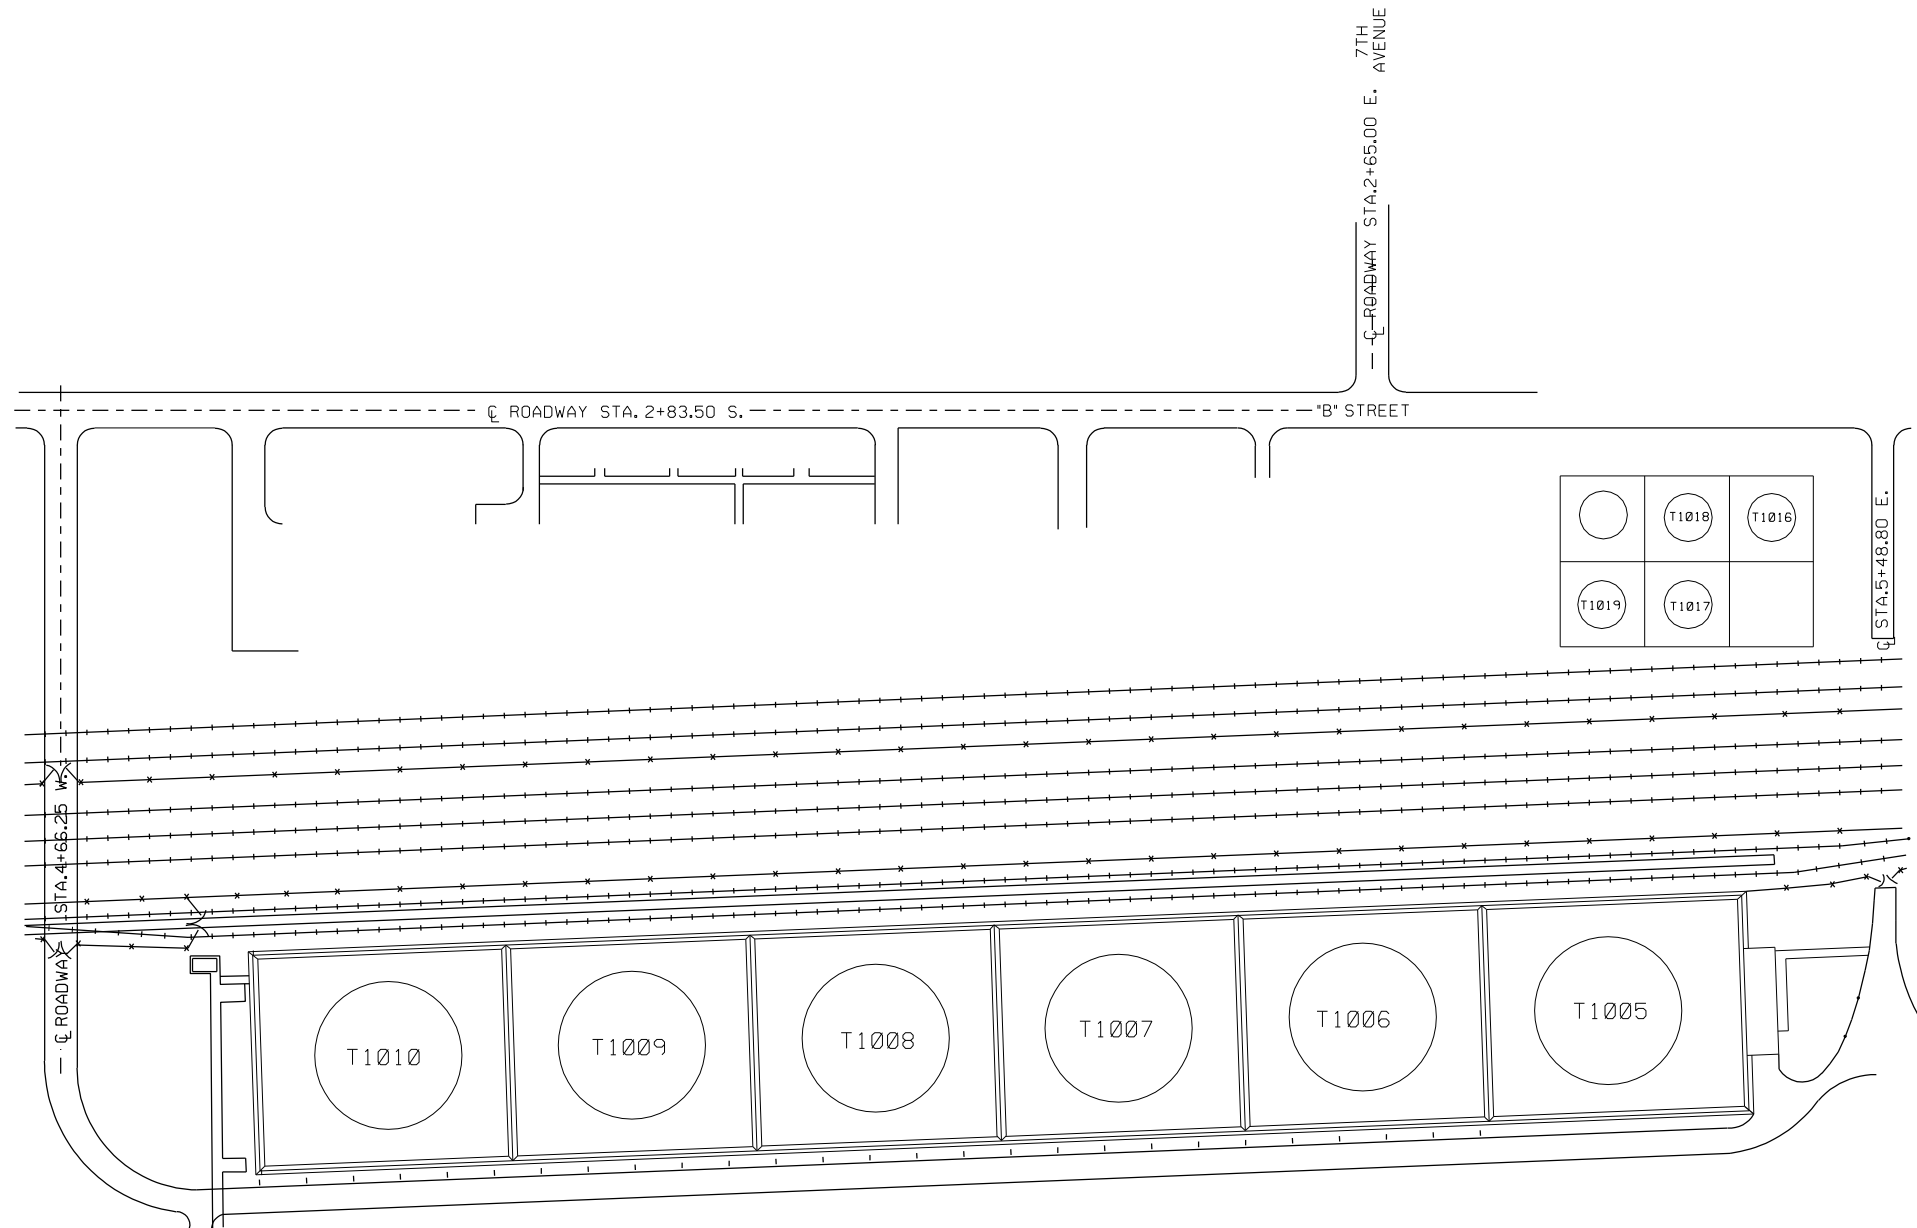 7TH
AVENUE
℄ ROADWAY STA.2+65.00 E.
℄ ROADWAY STA. 2+83.50 S.
"B" STREET
T1018
T1016
T1019
T1017
℄ STA.5+48.80 E.
℄ ROADWAY STA.4+66.25 W.
T1010
T1009
T1008
T1007
T1006
T1005